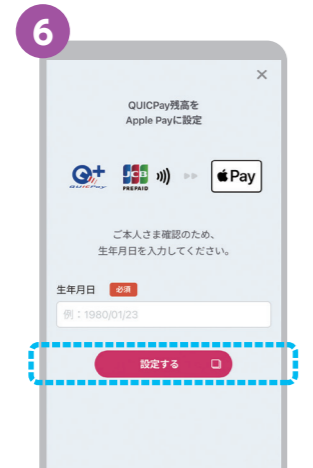 6
×
QUICPay残高を
Apple Payに設定
Q+
QUICPay
JCB
PREPAID
Pay
ご本人さま確認のため、
生年月日を入力してください。
生年月日 必須
例：1980/01/23
設定する